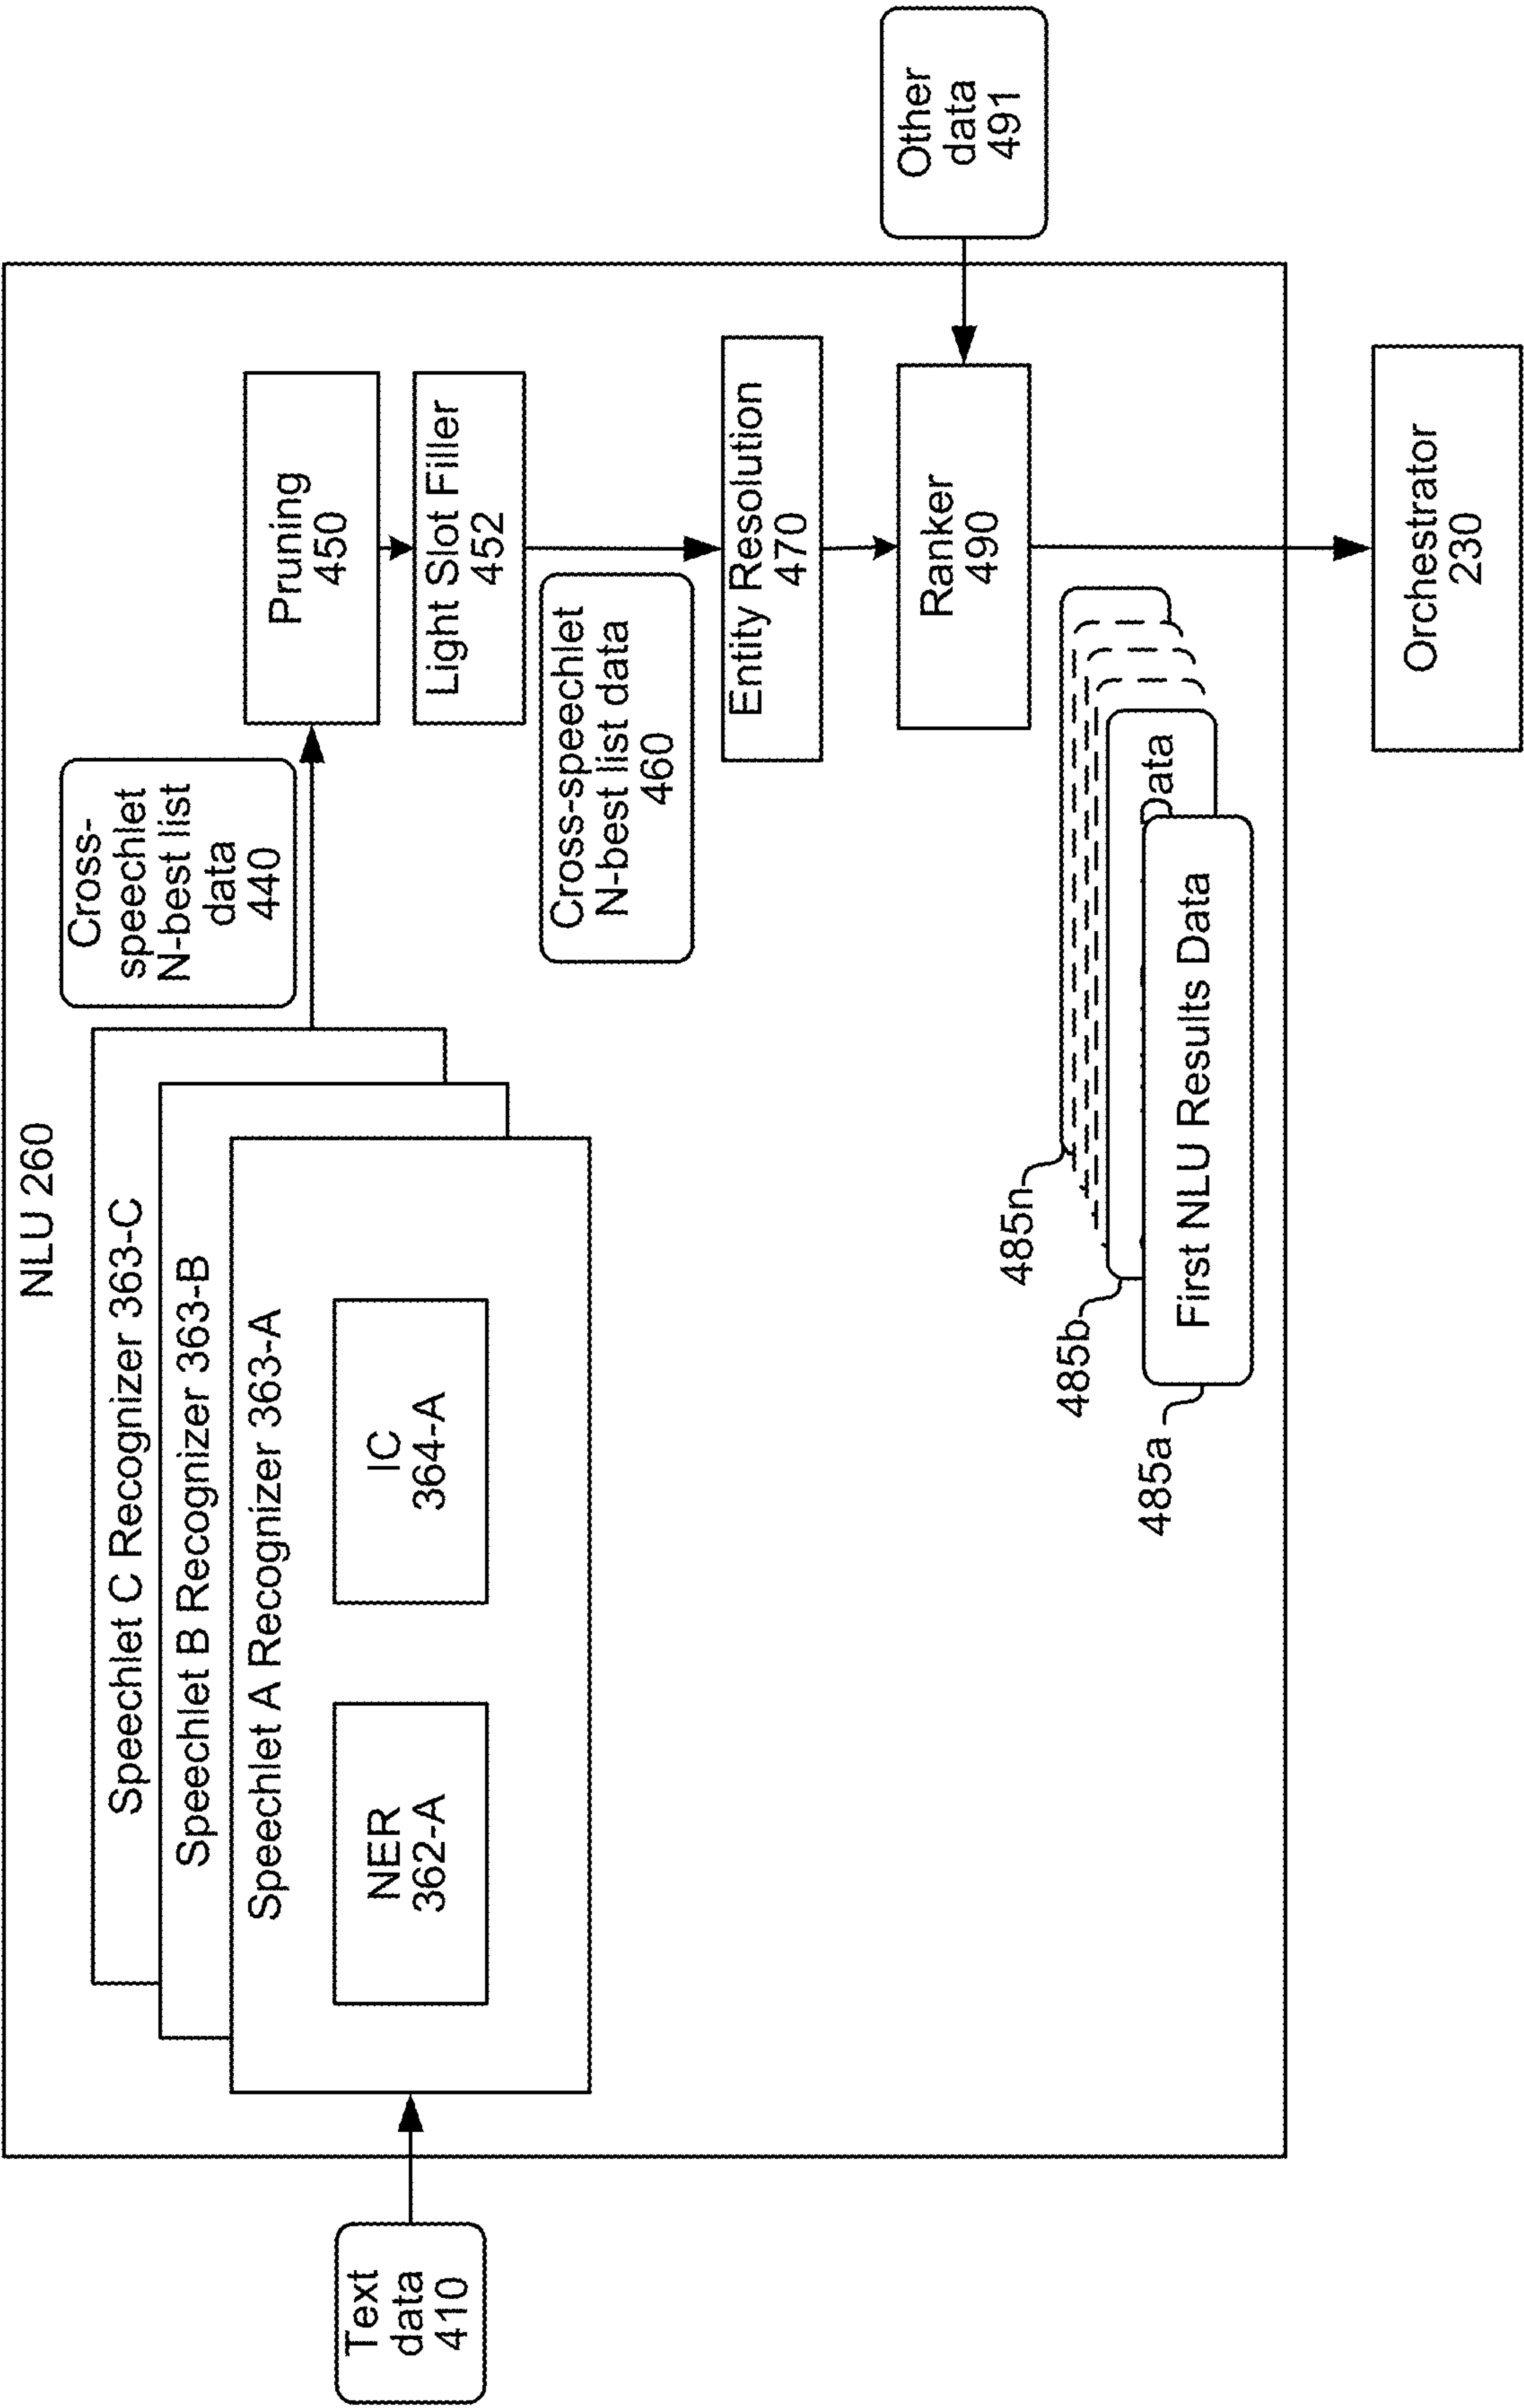 NLU 260
Speechlet C Recognizer 363-C
Speechlet B Recognizer 363-B
Speechlet A Recognizer 363-A
NER
362-A
IC
364-A
Text
data
410
Cross-
speechlet
N-best list
data
440
Pruning
450
Light Slot Filler
452
Cross-speechlet
N-best list data
460
Entity Resolution
470
Ranker
490
Other
data
491
485n
485b
485a
Data
First NLU Results Data
Orchestrator
230